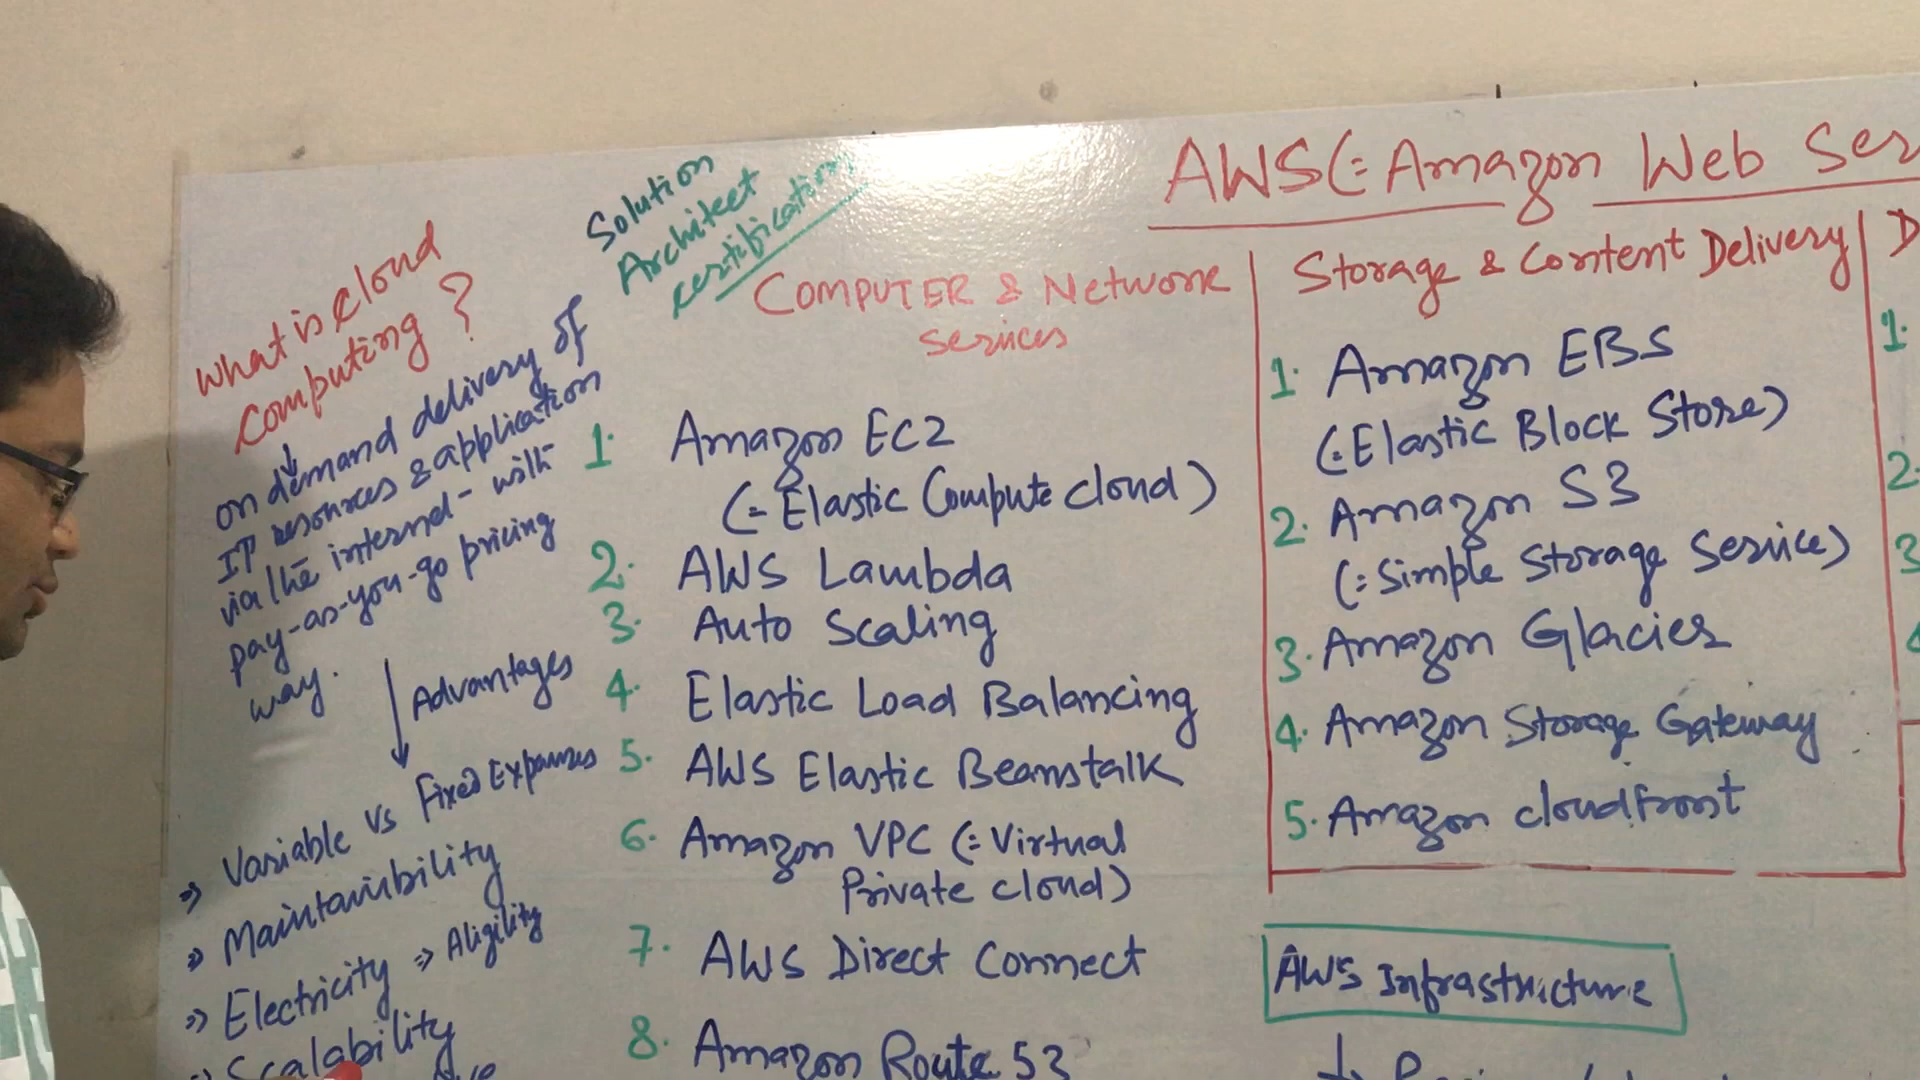 What is cloud
computing?
on demand delivery of
IT resources & application
via the internet - with
pay-as-you-go pricing
way.
Advantages
=> Variable vs Fixed Expanses
=> Maintainibility
=> Electricity => Aligility
=> Scalability
Solution
Architect
certification
AWS(: Amazon Web Ser
COMPUTER & Network
Services
1. Amazon EC2
(= Elastic Compute cloud)
2. AWS Lambda
3. Auto Scaling
4. Elastic Load Balancing
5. AWS Elastic Beanstalk
6. Amazon VPC (: Virtual
Private cloud)
7. AWS Direct Connect
8. Amazon Route 53
Storage & Content Delivery
1. Amazon EBS
(: Elastic Block Store)
2. Amazon S3
(: Simple Storage Service)
3. Amazon Glacier
4. Amazon Storage Gateway
5. Amazon cloudfront
AWS Infrastructure
D
1.
2.
3
4